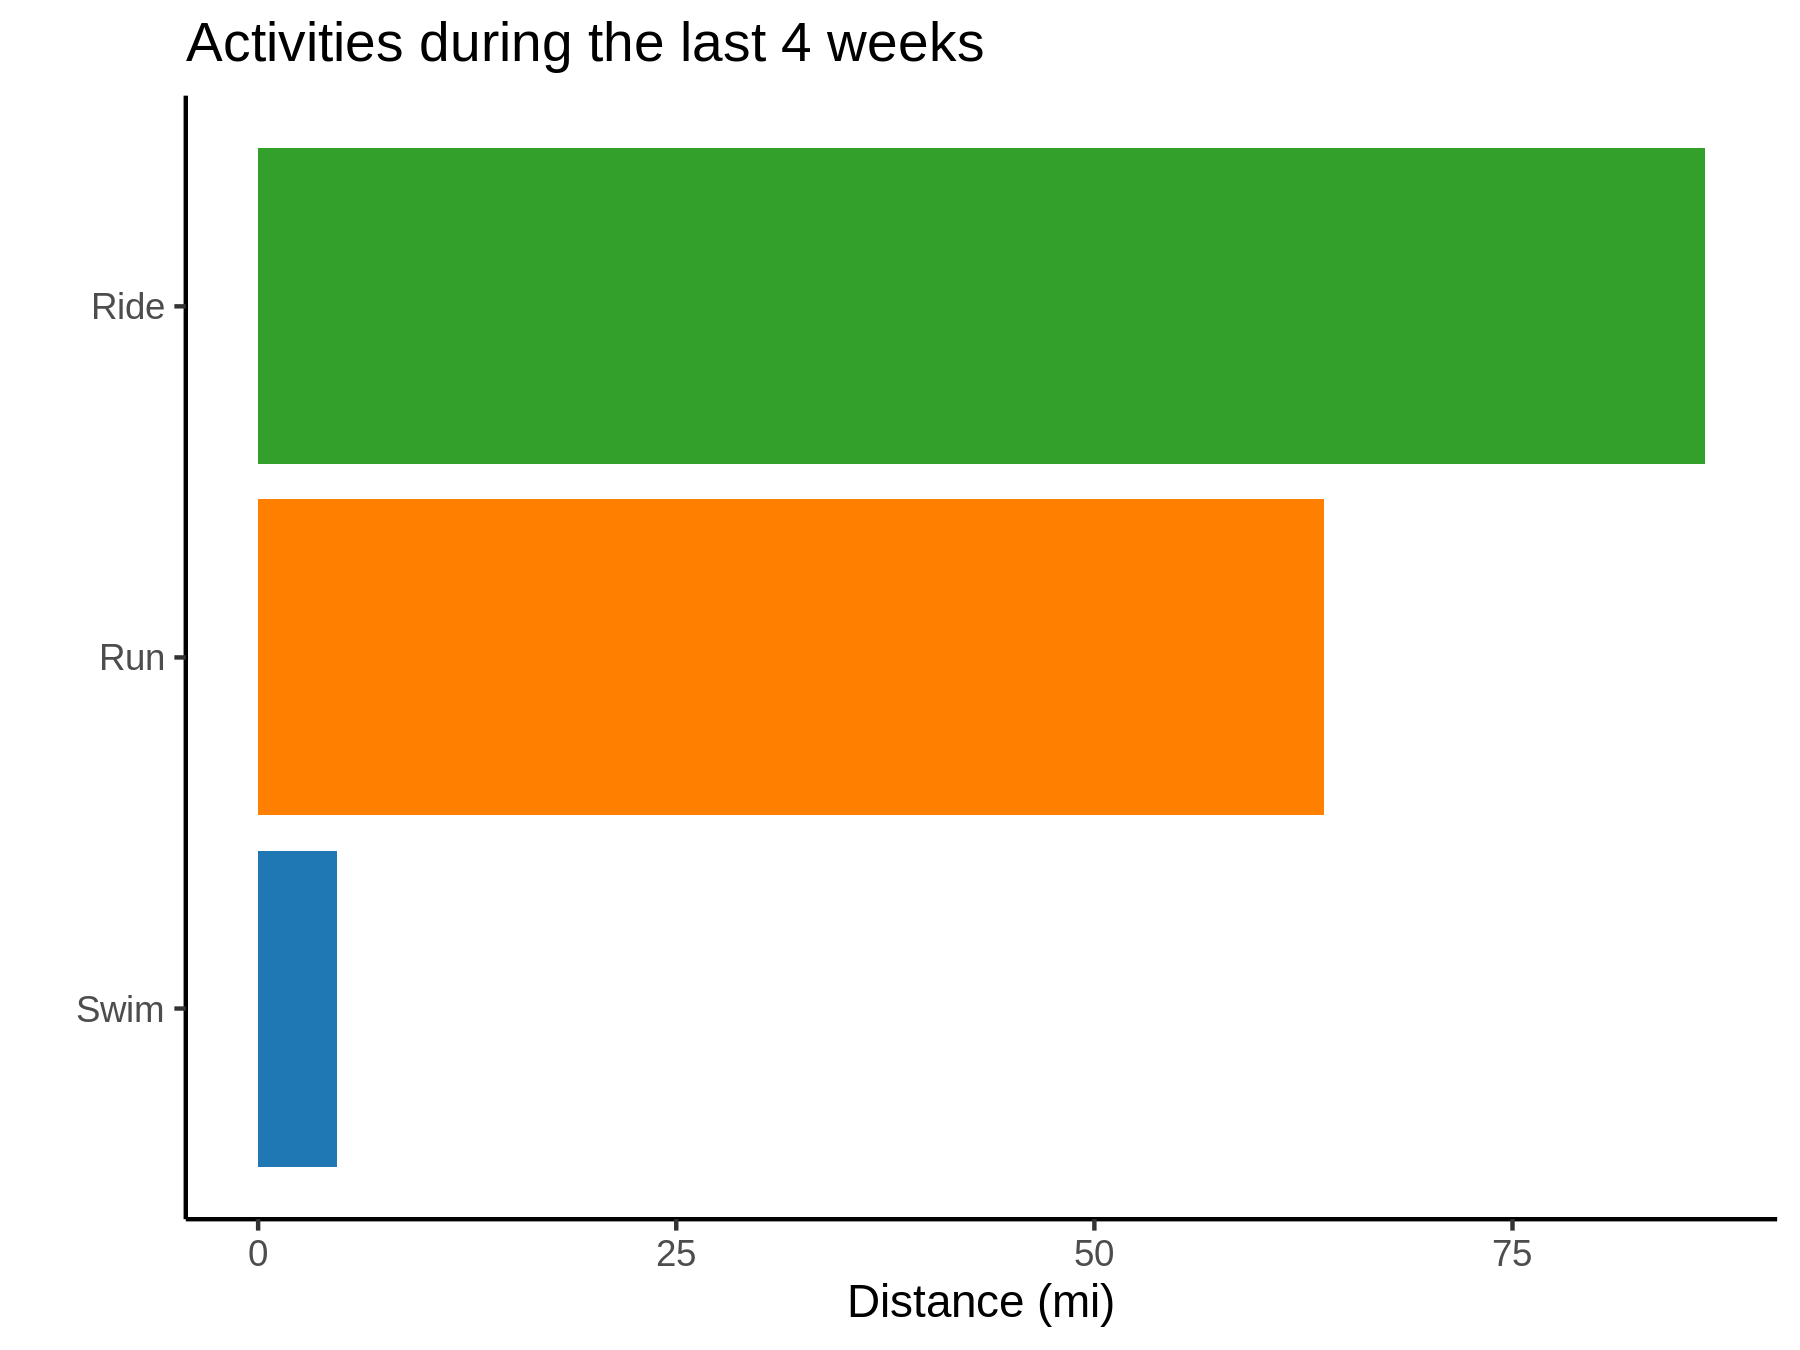 Activities during the last 4 weeks
Ride
Run
Swim
0 25 50 75
Distance (mi)